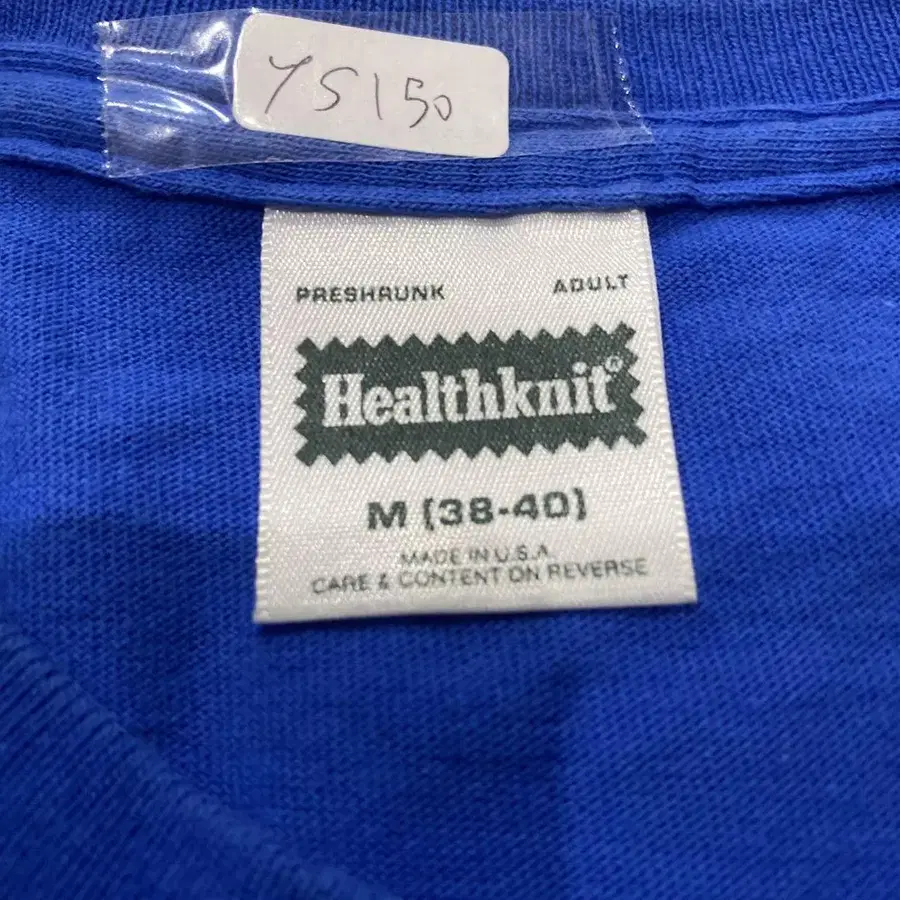 YS150
PRESHRUNK ADULT
Healthknit®
M (38-40)
MADE IN U.S.A.
CARE & CONTENT ON REVERSE